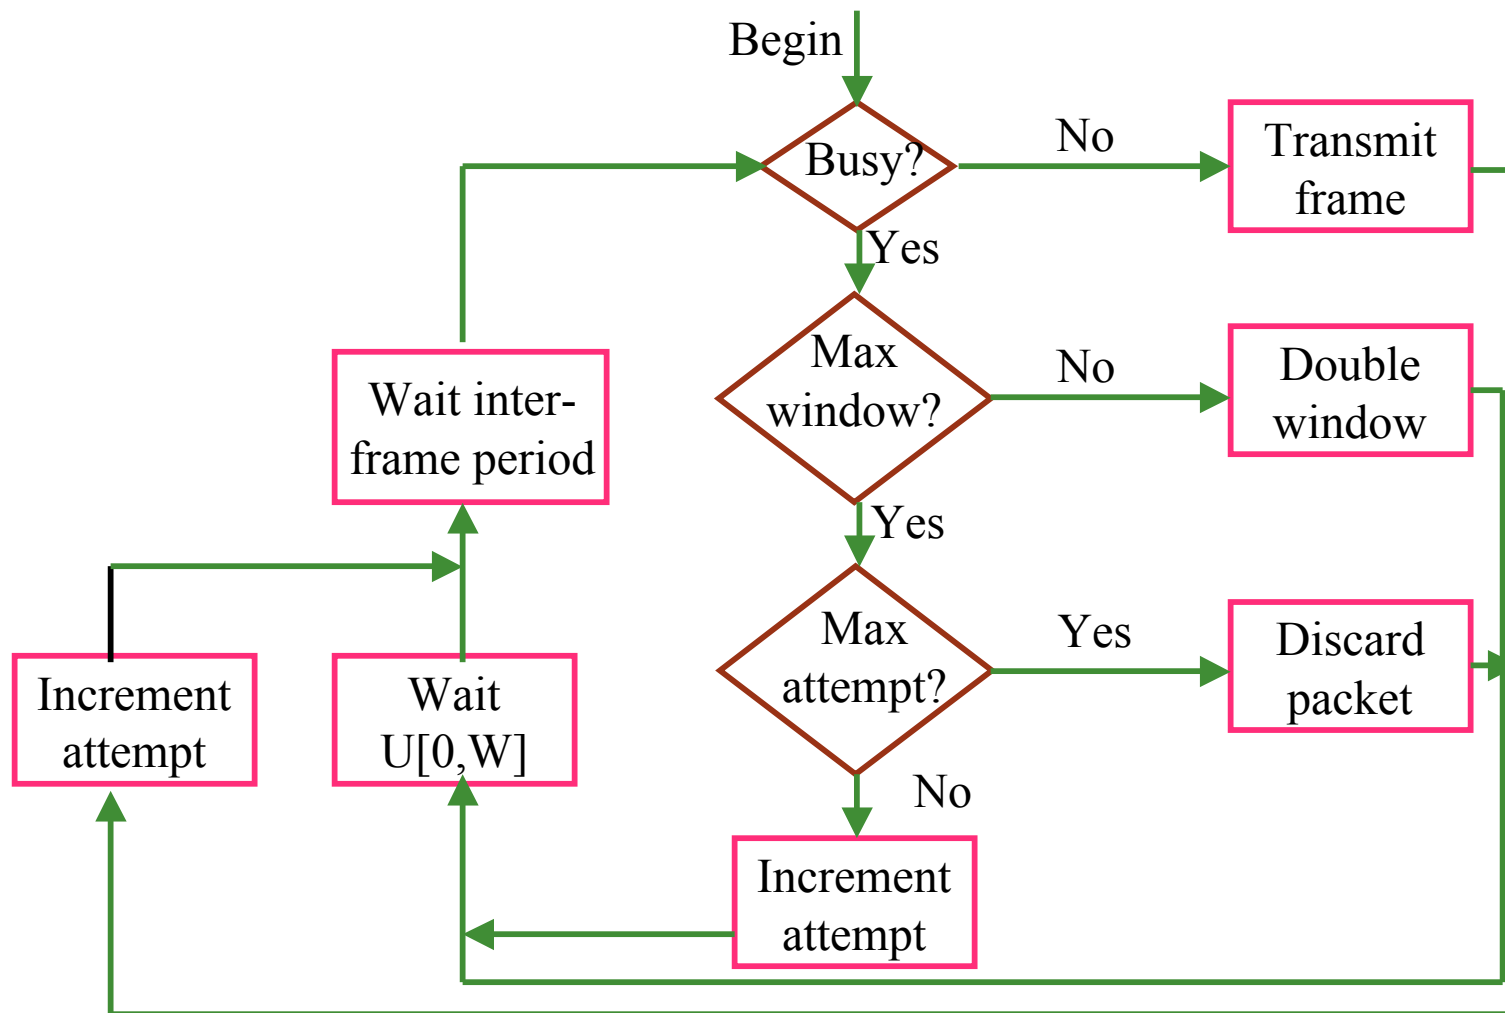 Begin
Busy?
No
Transmit
frame
Yes
Max
window?
No
Double
window
Wait inter-
frame period
Yes
Max
attempt?
Yes
Discard
packet
Increment
attempt
Wait
U[0,W]
No
Increment
attempt